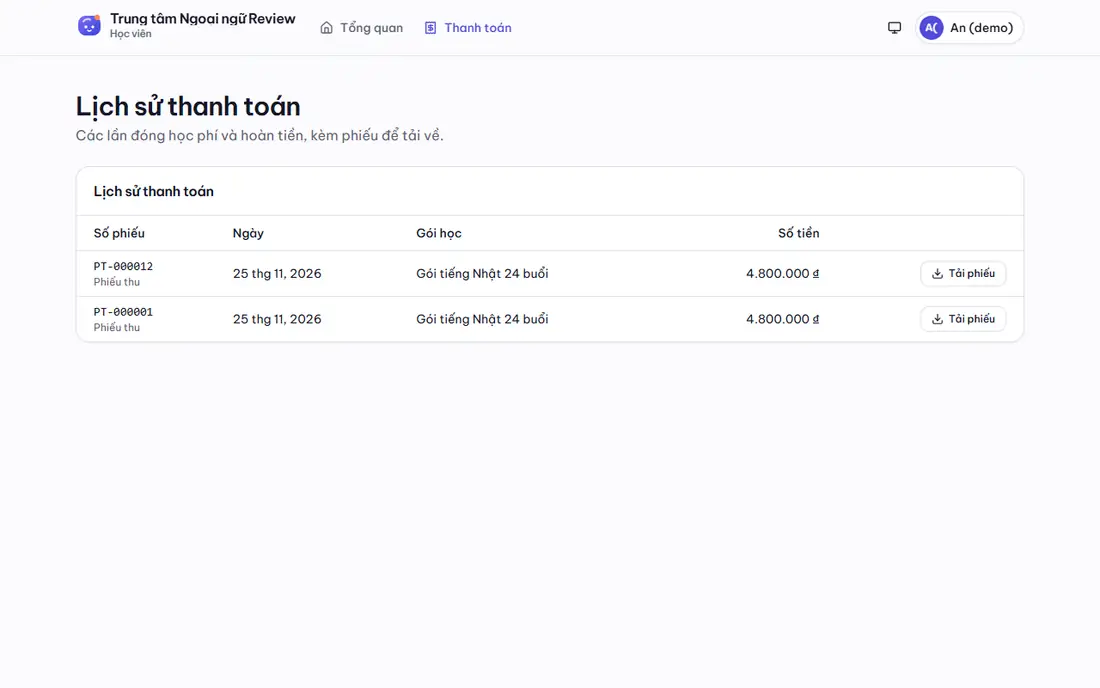 Trung tâm Ngoại ngữ Review
Học viên
Tổng quan
Thanh toán
A(
An (demo)
Lịch sử thanh toán
Các lần đóng học phí và hoàn tiền, kèm phiếu để tải về.
Lịch sử thanh toán
Số phiếu Ngày Gói học Số tiền
PT-000012 25 thg 11, 2026 Gói tiếng Nhật 24 buổi 4.800.000 ₫ Tải phiếu
Phiếu thu
PT-000001 25 thg 11, 2026 Gói tiếng Nhật 24 buổi 4.800.000 ₫ Tải phiếu
Phiếu thu